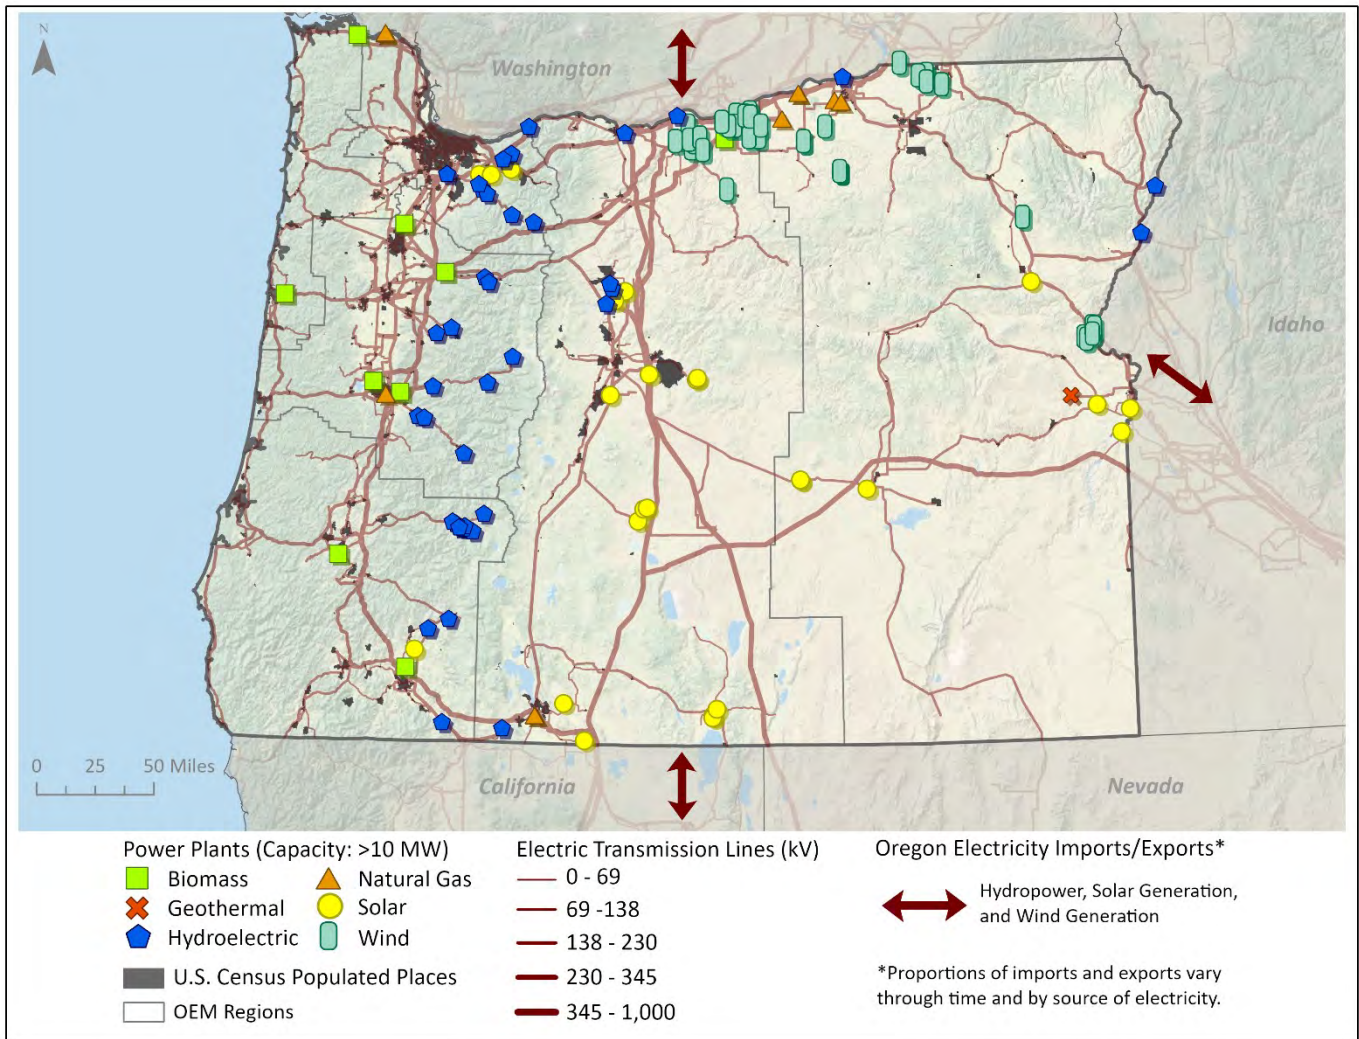 N
Washington
Idaho
0 25 50 Miles
California
Nevada
Power Plants (Capacity: >10 MW)
Biomass
Natural Gas
Geothermal
Solar
Hydroelectric
Wind
U.S. Census Populated Places
OEM Regions
Electric Transmission Lines (kV)
0 - 69
69 -138
138 - 230
230 - 345
345 - 1,000
Oregon Electricity Imports/Exports*
Hydropower, Solar Generation,
and Wind Generation
*Proportions of imports and exports vary
through time and by source of electricity.